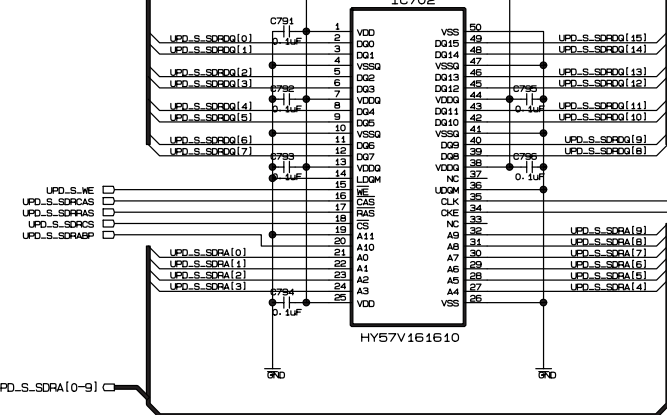 IC702
C791
0.1uF
UPD_S_SDRDQ[0]
UPD_S_SDRDQ[1]
UPD_S_SDRDQ[2]
UPD_S_SDRDQ[3]
C792
0.1uF
UPD_S_SDRDQ[4]
UPD_S_SDRDQ[5]
UPD_S_SDRDQ[6]
UPD_S_SDRDQ[7]
C793
0.1uF
UPD_S_WE
UPD_S_SDRCAS
UPD_S_SDRRAS
UPD_S_SDRCS
UPD_S_SDRABP
UPD_S_SDRA[0]
UPD_S_SDRA[1]
UPD_S_SDRA[2]
UPD_S_SDRA[3]
C794
0.1uF
1 VDD VSS 50
2 DQ0 DQ15 49
3 DQ1 DQ14 48
4 VSSQ VSSQ 47
5 DQ2 DQ13 46
6 DQ3 DQ12 45
7 VDDQ VDDQ 44
8 DQ4 DQ11 43
9 DQ5 DQ10 42
10 VSSQ VSSQ 41
11 DQ6 DQ9 40
12 DQ7 DQ8 39
13 VDDQ VDDQ 38
14 LDQM NC 37
15 WE UDQM 36
16 CAS CLK 35
17 RAS CKE 34
18 CS NC 33
19 A11 A9 32
20 A10 A8 31
21 A0 A7 30
22 A1 A6 29
23 A2 A5 28
24 A3 A4 27
25 VDD VSS 26
UPD_S_SDRDQ[15]
UPD_S_SDRDQ[14]
UPD_S_SDRDQ[13]
UPD_S_SDRDQ[12]
C795
0.1uF
UPD_S_SDRDQ[11]
UPD_S_SDRDQ[10]
UPD_S_SDRDQ[9]
UPD_S_SDRDQ[8]
C796
0.1uF
UPD_S_SDRA[9]
UPD_S_SDRA[8]
UPD_S_SDRA[7]
UPD_S_SDRA[6]
UPD_S_SDRA[5]
UPD_S_SDRA[4]
HY57V161610
GND
GND
PD_S_SDRA[0-9]